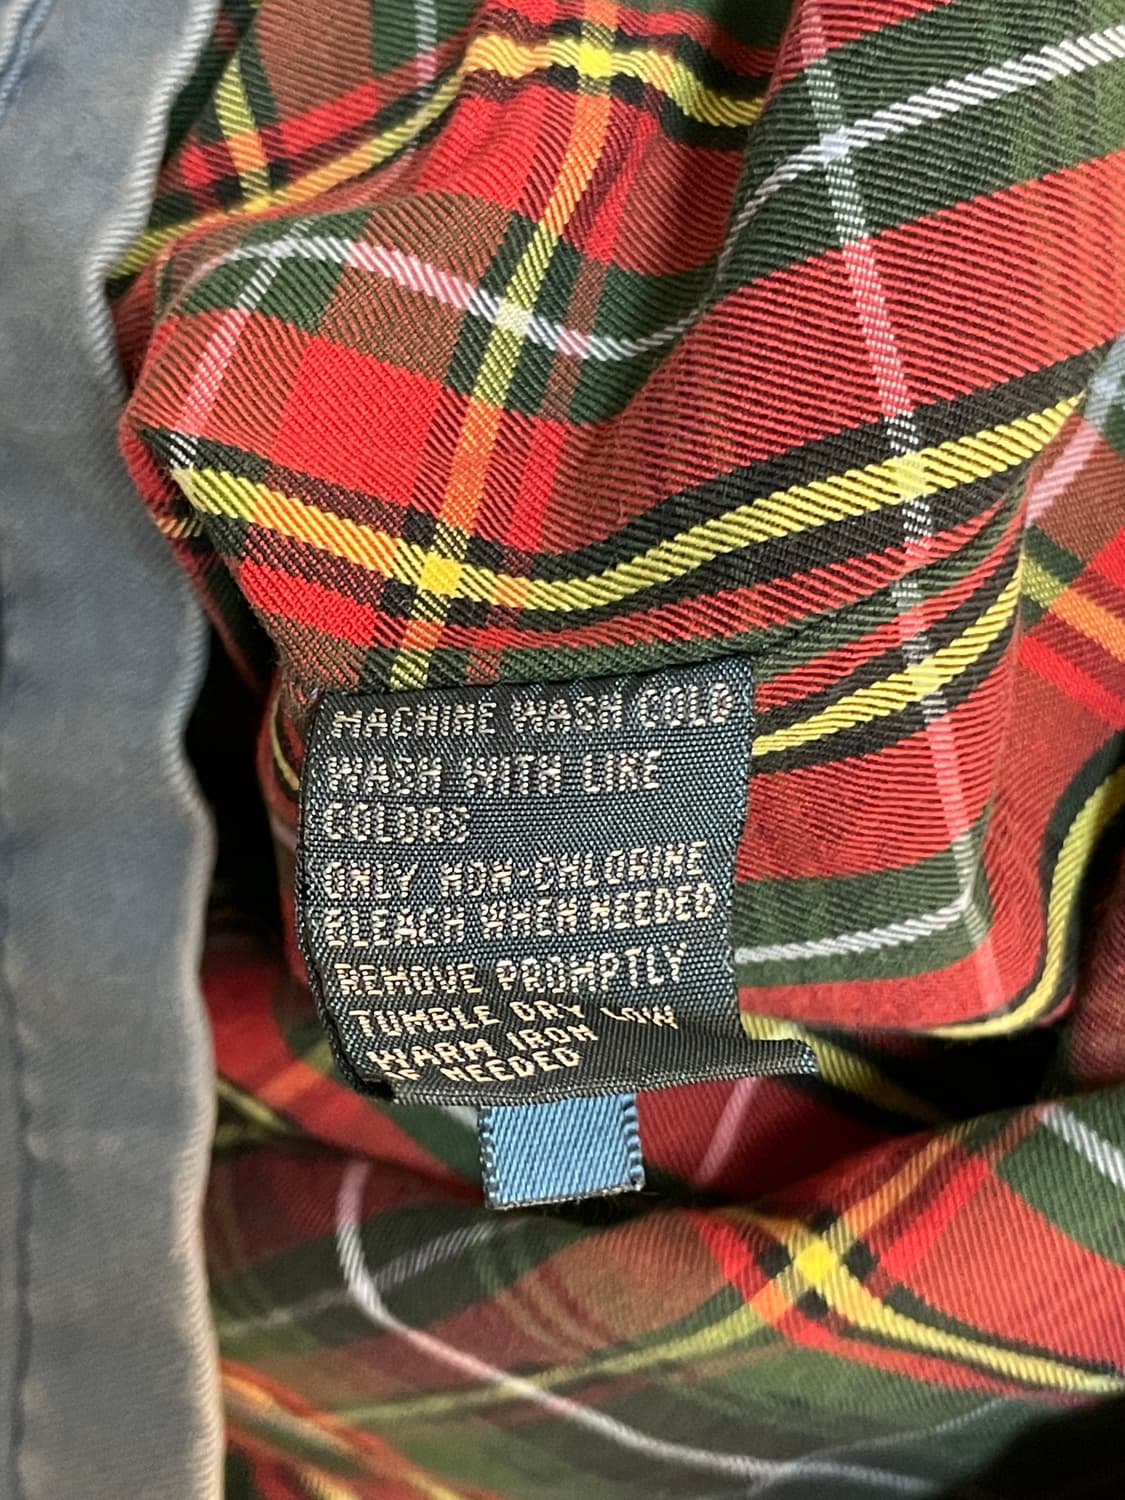 MACHINE WASH COLD
WASH WITH LIKE
COLORS
ONLY NON-CHLORINE
BLEACH WHEN NEEDED
REMOVE PROMPTLY
TUMBLE DRY LOW
WARM IRON
IF NEEDED